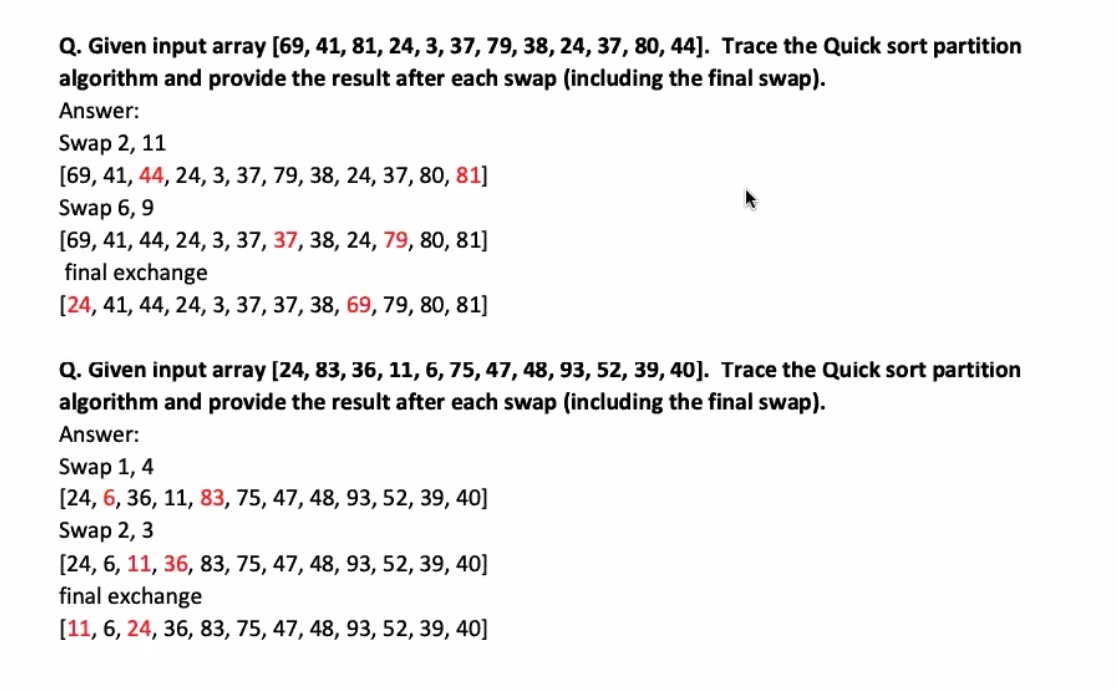 Q. Given input array [69, 41, 81, 24, 3, 37, 79, 38, 24, 37, 80, 44].  Trace the Quick sort partition
algorithm and provide the result after each swap (including the final swap).
Answer:
Swap 2, 11
[69, 41, 44, 24, 3, 37, 79, 38, 24, 37, 80, 81]
Swap 6, 9
[69, 41, 44, 24, 3, 37, 37, 38, 24, 79, 80, 81]
final exchange
[24, 41, 44, 24, 3, 37, 37, 38, 69, 79, 80, 81]
Q. Given input array [24, 83, 36, 11, 6, 75, 47, 48, 93, 52, 39, 40].  Trace the Quick sort partition
algorithm and provide the result after each swap (including the final swap).
Answer:
Swap 1, 4
[24, 6, 36, 11, 83, 75, 47, 48, 93, 52, 39, 40]
Swap 2, 3
[24, 6, 11, 36, 83, 75, 47, 48, 93, 52, 39, 40]
final exchange
[11, 6, 24, 36, 83, 75, 47, 48, 93, 52, 39, 40]